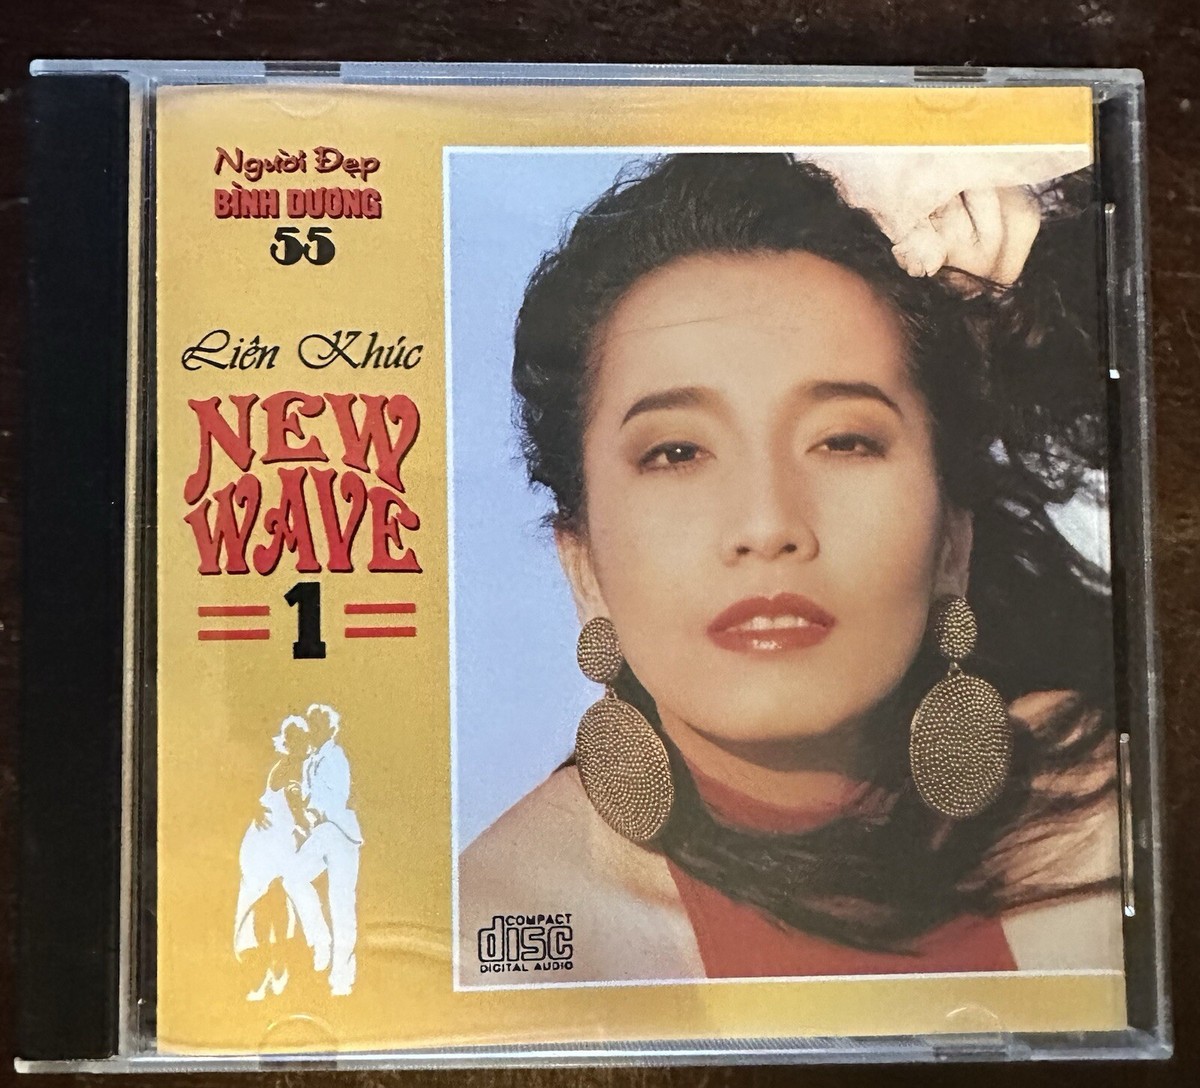 Người Đẹp
BÌNH DƯƠNG
55
Liên Khúc
NEW
WAVE
1
COMPACT
disc
DIGITAL AUDIO